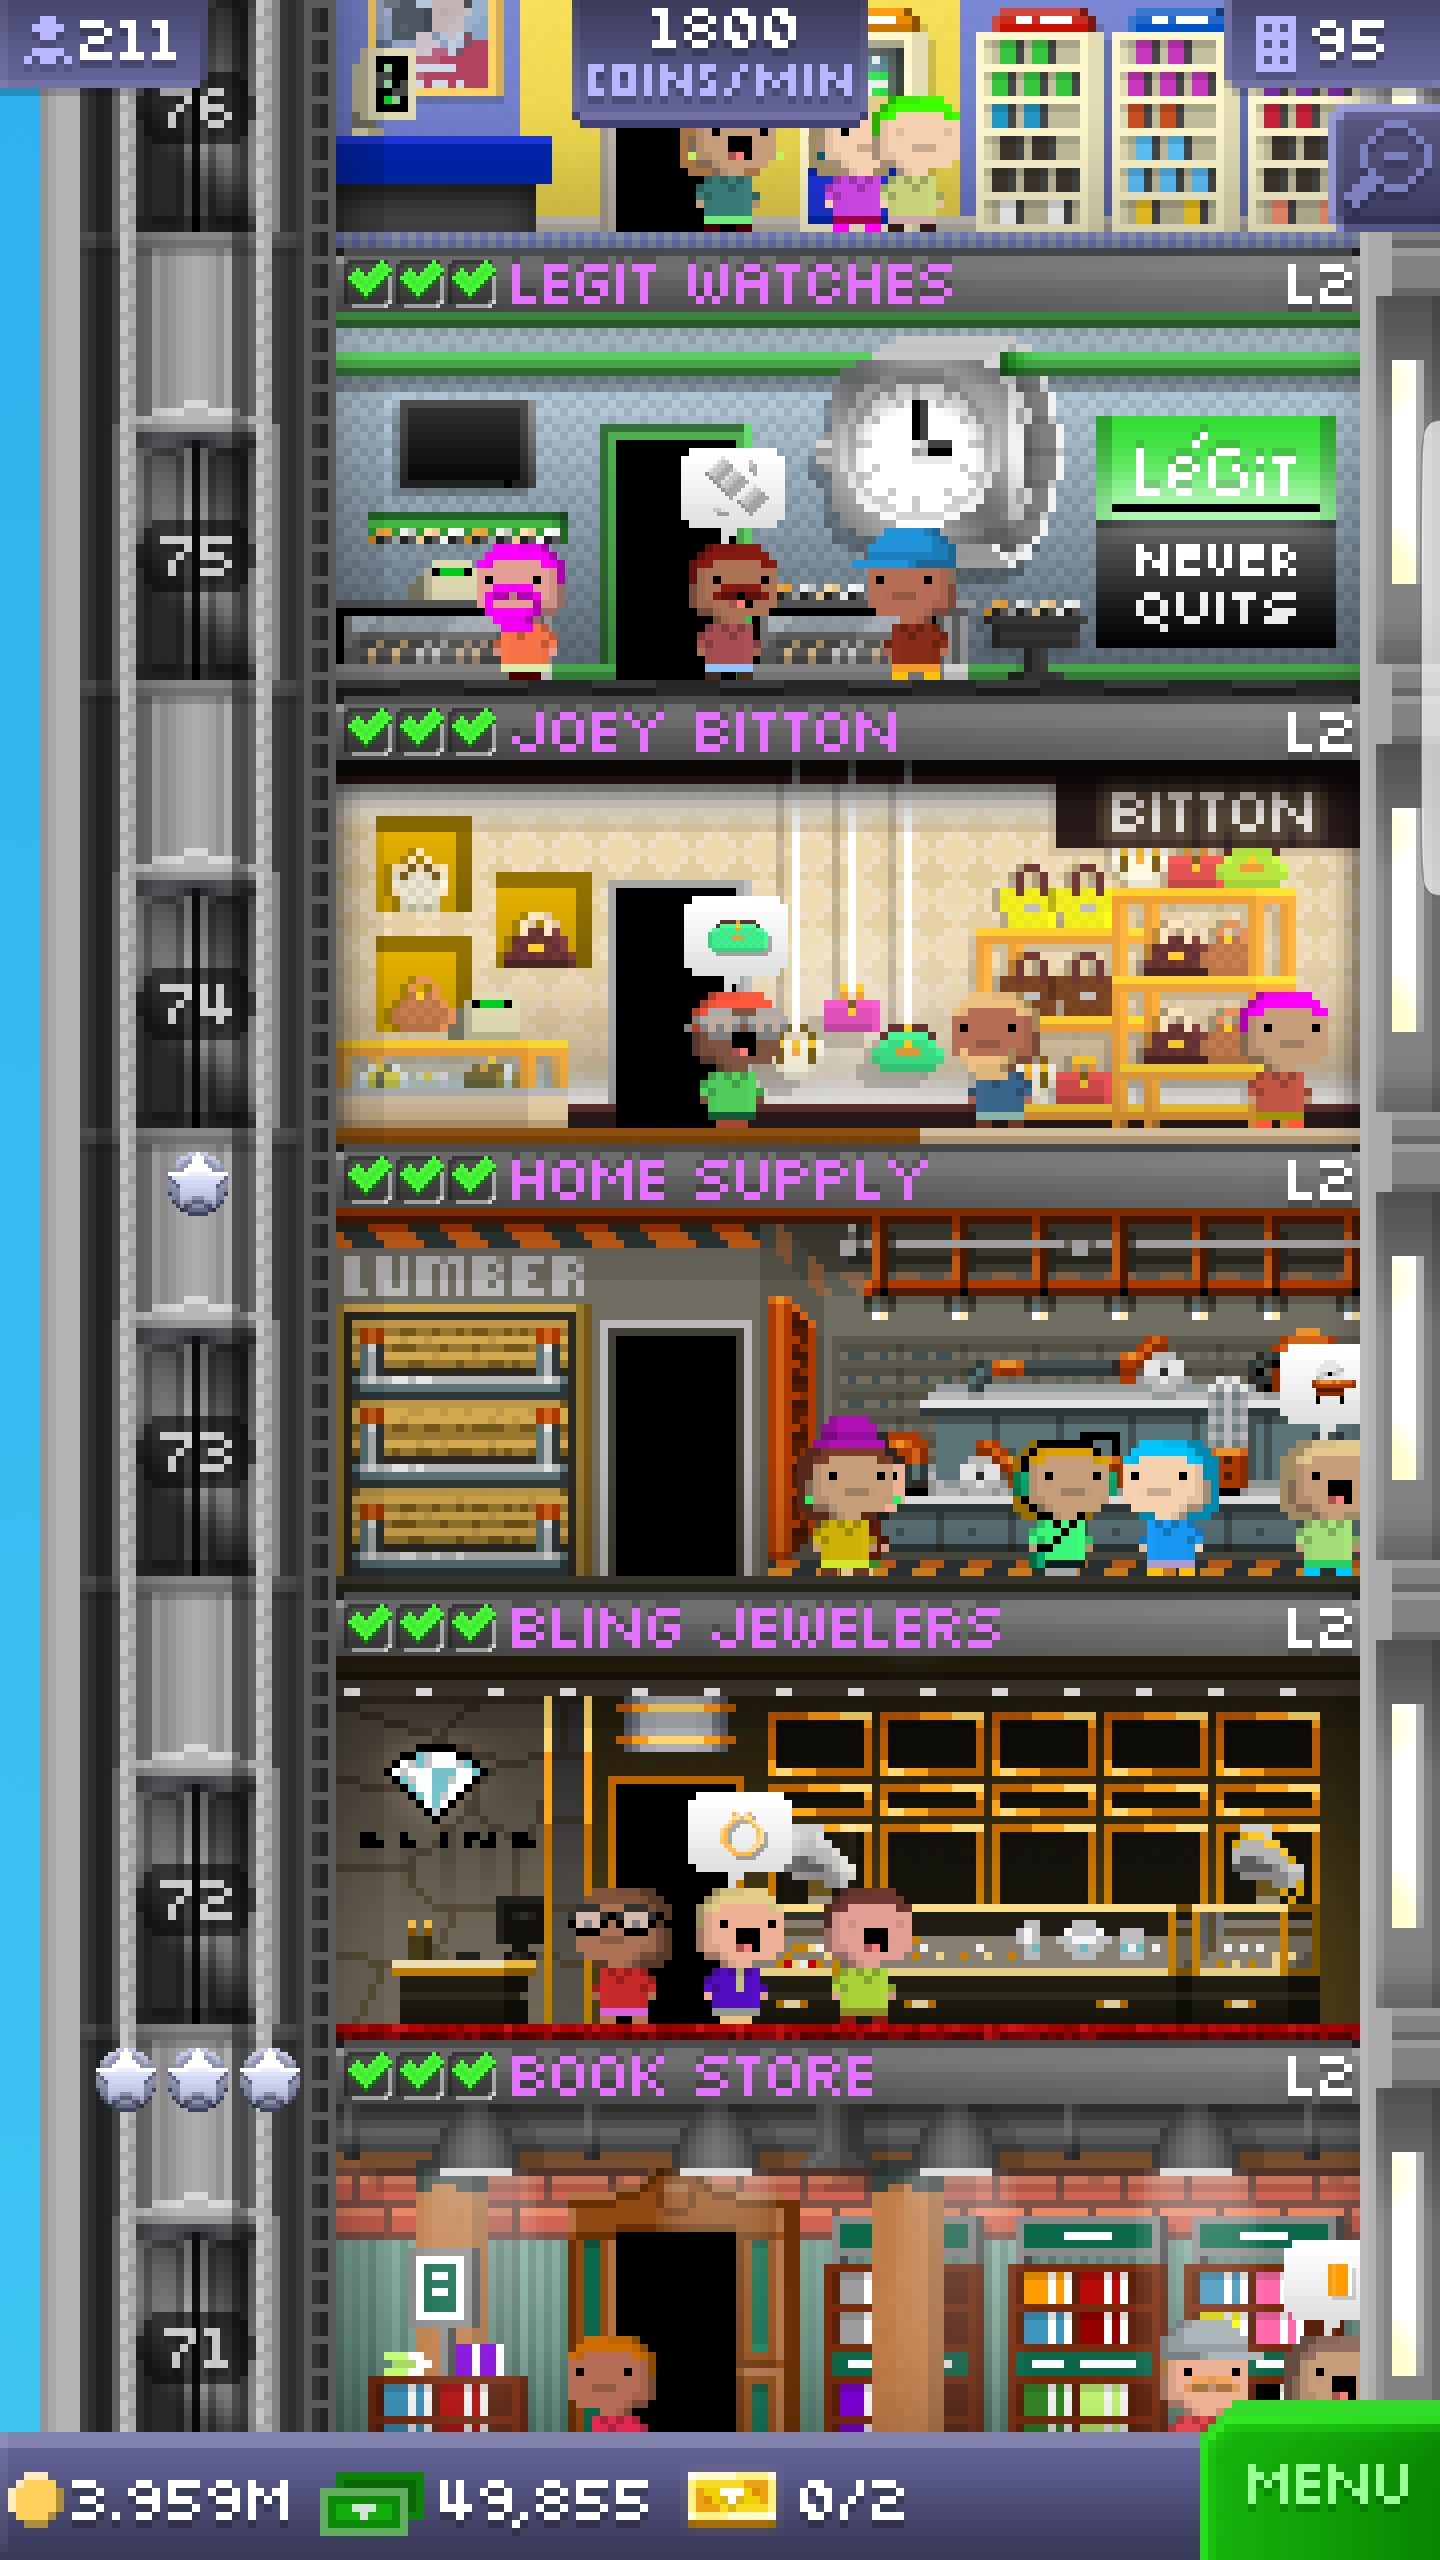 211
1800
COINS/MIN
95
76
LEGIT WATCHES
L2
LéGiT
NEVER
QUITS
75
JOEY BITTON
L2
BITTON
74
HOME SUPPLY
L2
LUMBER
73
BLING JEWELERS
L2
BLING
72
BOOK STORE
L2
71
3.959M
49,855
0/2
MENU